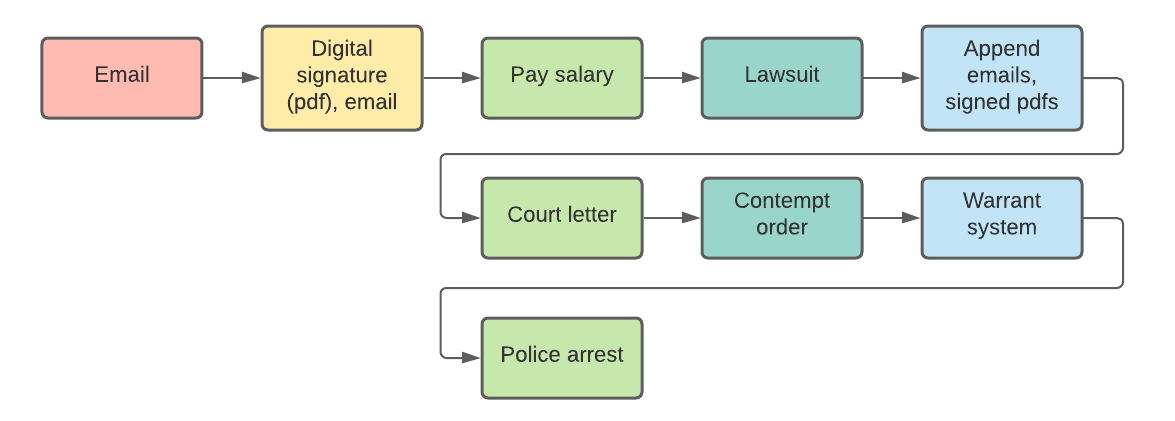 Email
Digital
signature
(pdf), email
Pay salary
Lawsuit
Append
emails,
signed pdfs
Court letter
Contempt
order
Warrant
system
Police arrest